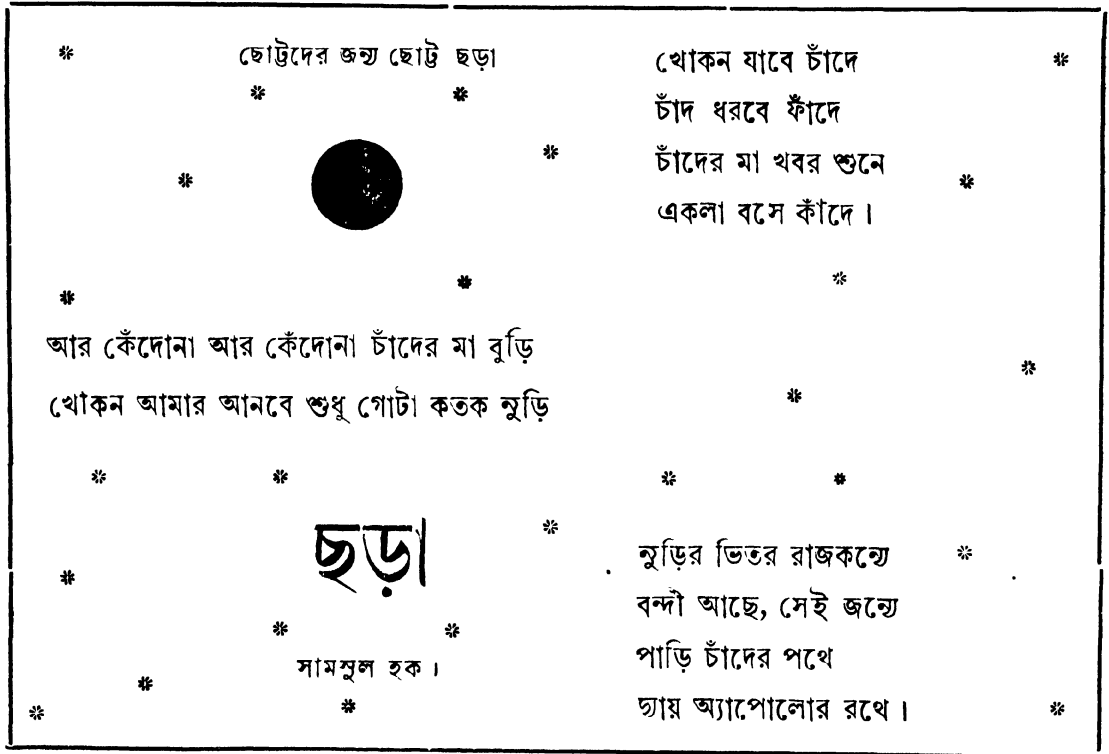 ছোট্টদের জন্য ছোট্ট ছড়া
খোকন যাবে চাঁদে
চাঁদ ধরবে ফাঁদে
চাঁদের মা খবর শুনে
একলা বসে কাঁদে।
আর কেঁদোনা আর কেঁদোনা চাঁদের মা বুড়ি
খোকন আমার আনবে শুধু গোটা কতক নুড়ি
ছড়া
সামসুল হক।
নুড়ির ভিতর রাজকন্যে
বন্দী আছে, সেই জন্যে
পাড়ি চাঁদের পথে
দ্যায় অ্যাপোলোর রথে।